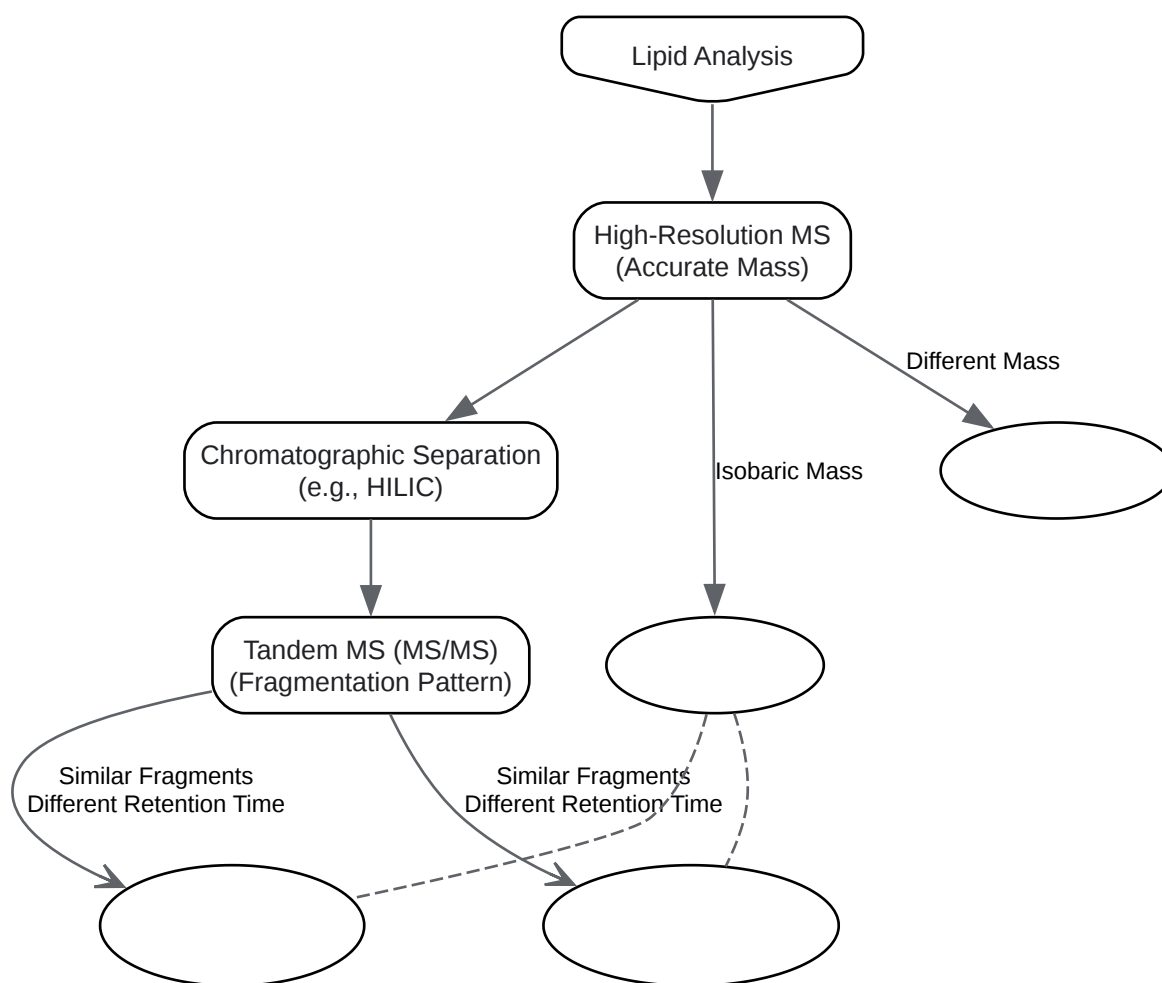 Lipid Analysis
High-Resolution MS
(Accurate Mass)
Different Mass
Chromatographic Separation
(e.g., HILIC)
Isobaric Mass
Tandem MS (MS/MS)
(Fragmentation Pattern)
Similar Fragments
Different Retention Time
Similar Fragments
Different Retention Time